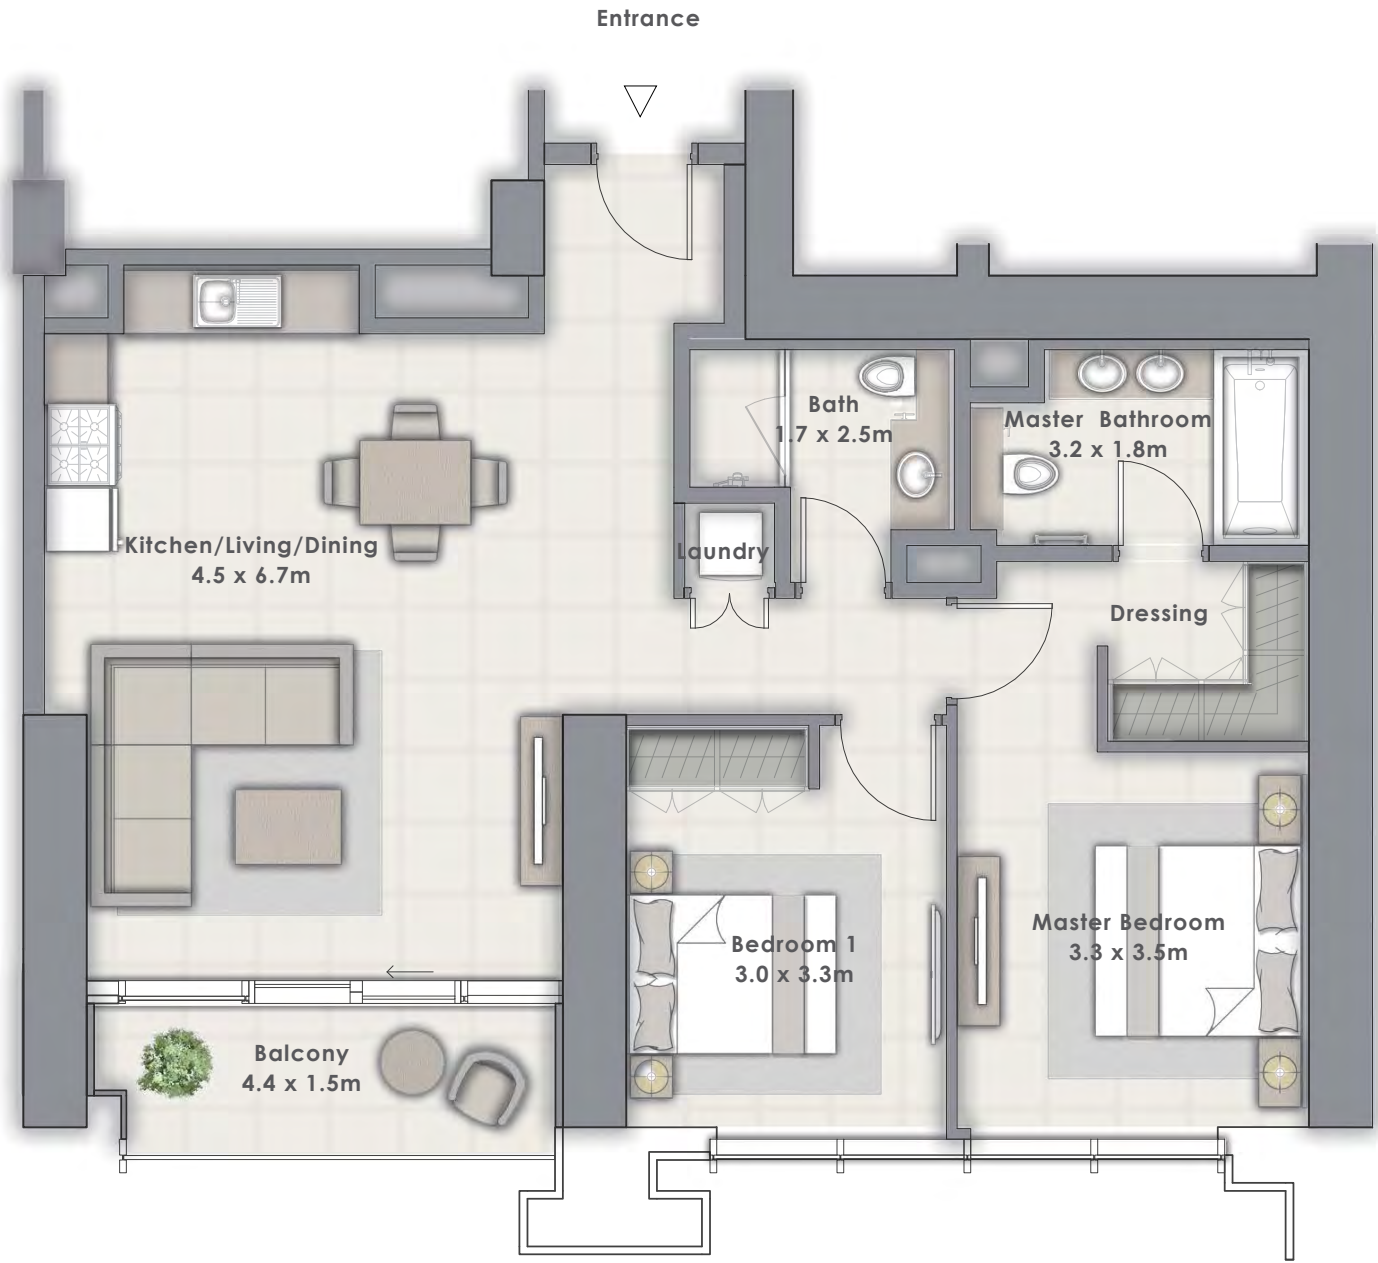 Entrance
Bath
1.7 x 2.5m
Master Bathroom
3.2 x 1.8m
Kitchen/Living/Dining
4.5 x 6.7m
Laundry
Dressing
Bedroom 1
3.0 x 3.3m
Master Bedroom
3.3 x 3.5m
Balcony
4.4 x 1.5m